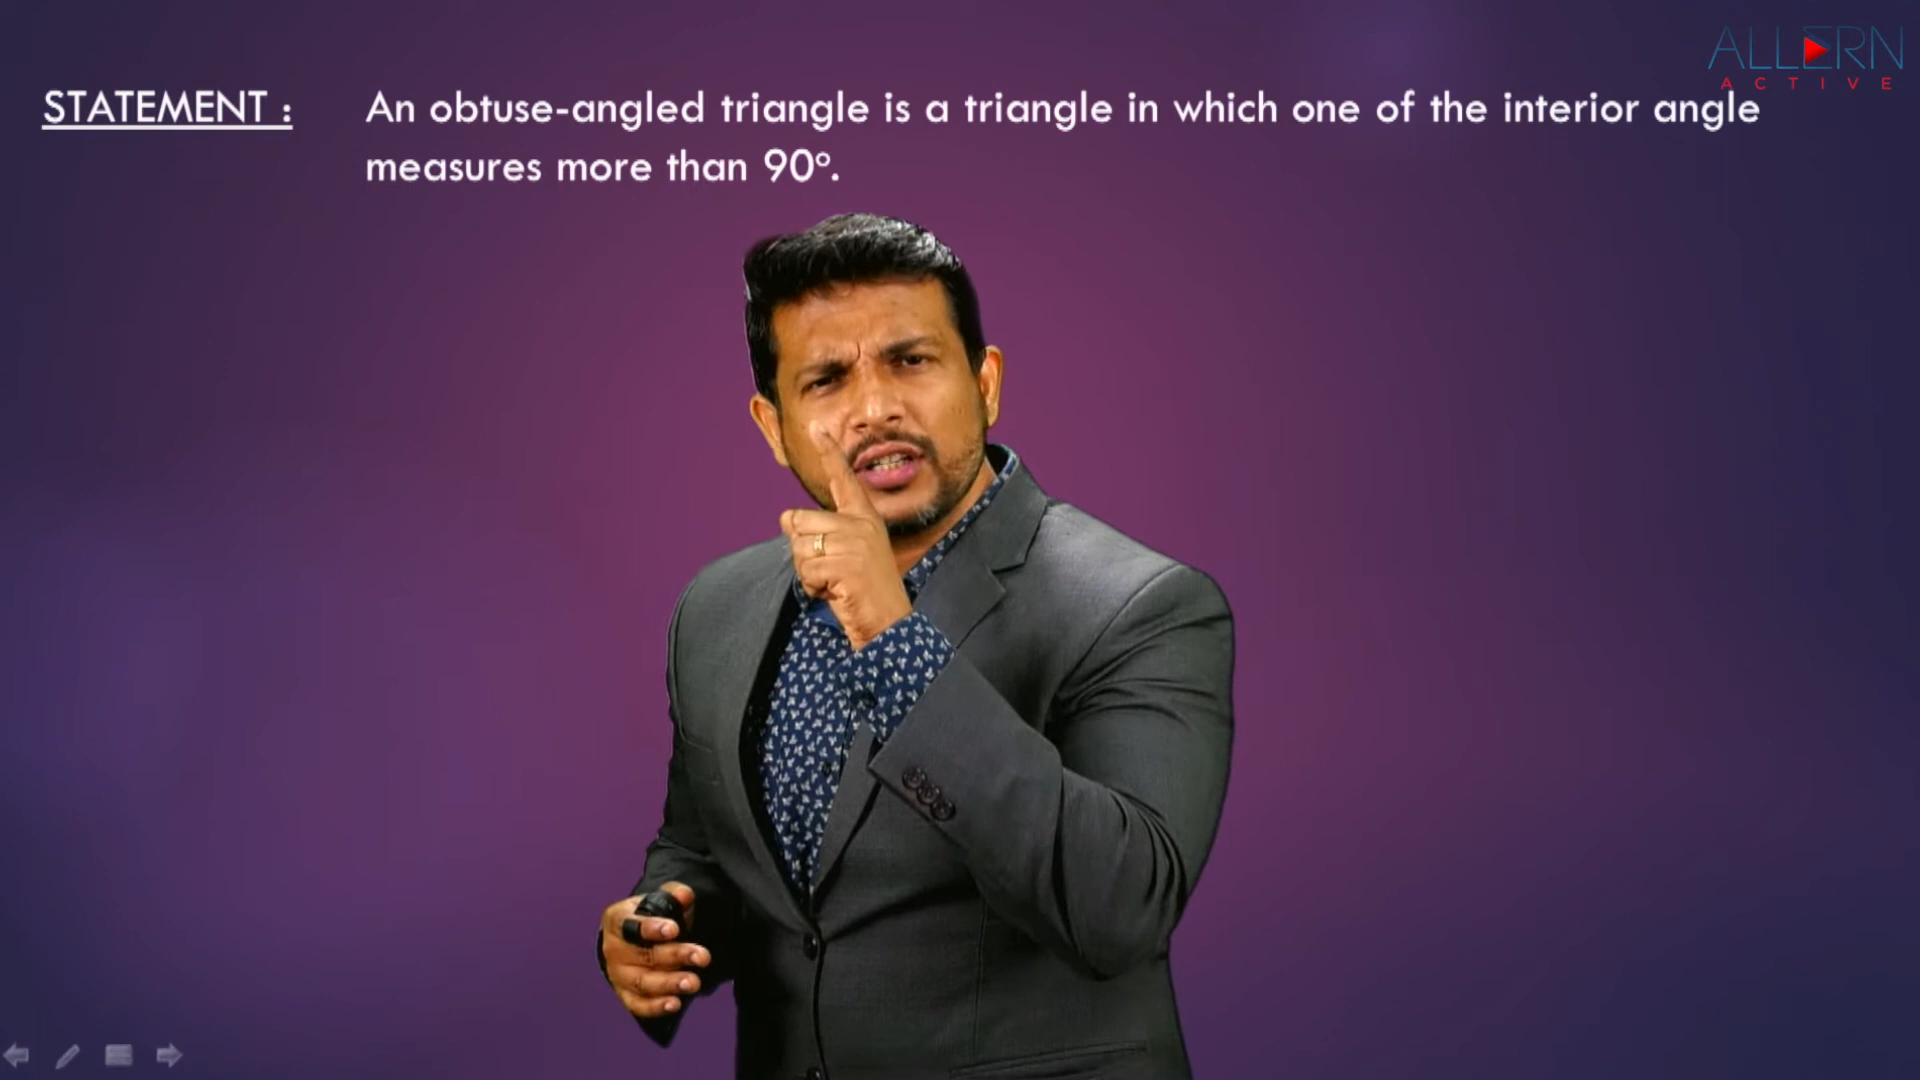 ALLERN
ACTIVE
STATEMENT : An obtuse-angled triangle is a triangle in which one of the interior angle
measures more than 90°.